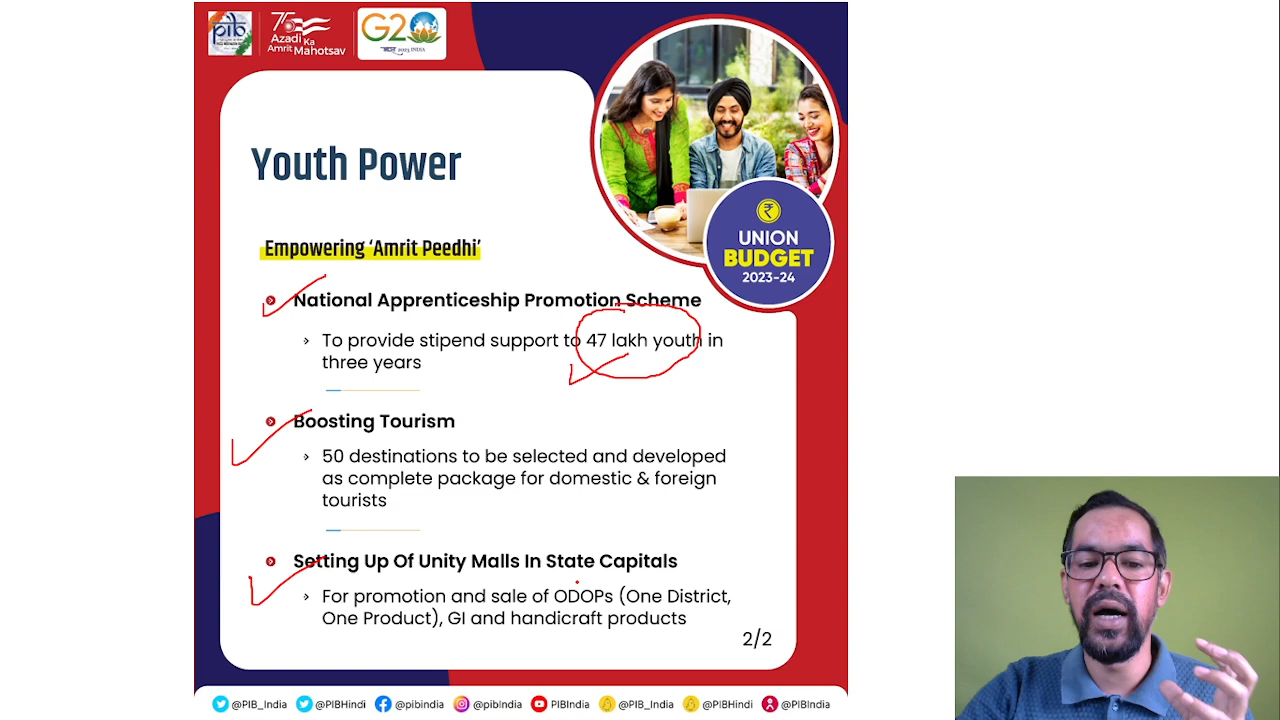 pib
75
Azadi Ka
Amrit Mahotsav
G20
भारत 2023 INDIA
Youth Power
UNION
BUDGET
2023-24
Empowering ‘Amrit Peedhi’
National Apprenticeship Promotion Scheme
To provide stipend support to 47 lakh youth in
three years
Boosting Tourism
50 destinations to be selected and developed
as complete package for domestic & foreign
tourists
Setting Up Of Unity Malls In State Capitals
For promotion and sale of ODOPs (One District,
One Product), GI and handicraft products
2/2
@PIB_India @PIBHindi @pibindia @pibIndia PIBIndia @PIB_India @PIBHindi @PIBIndia